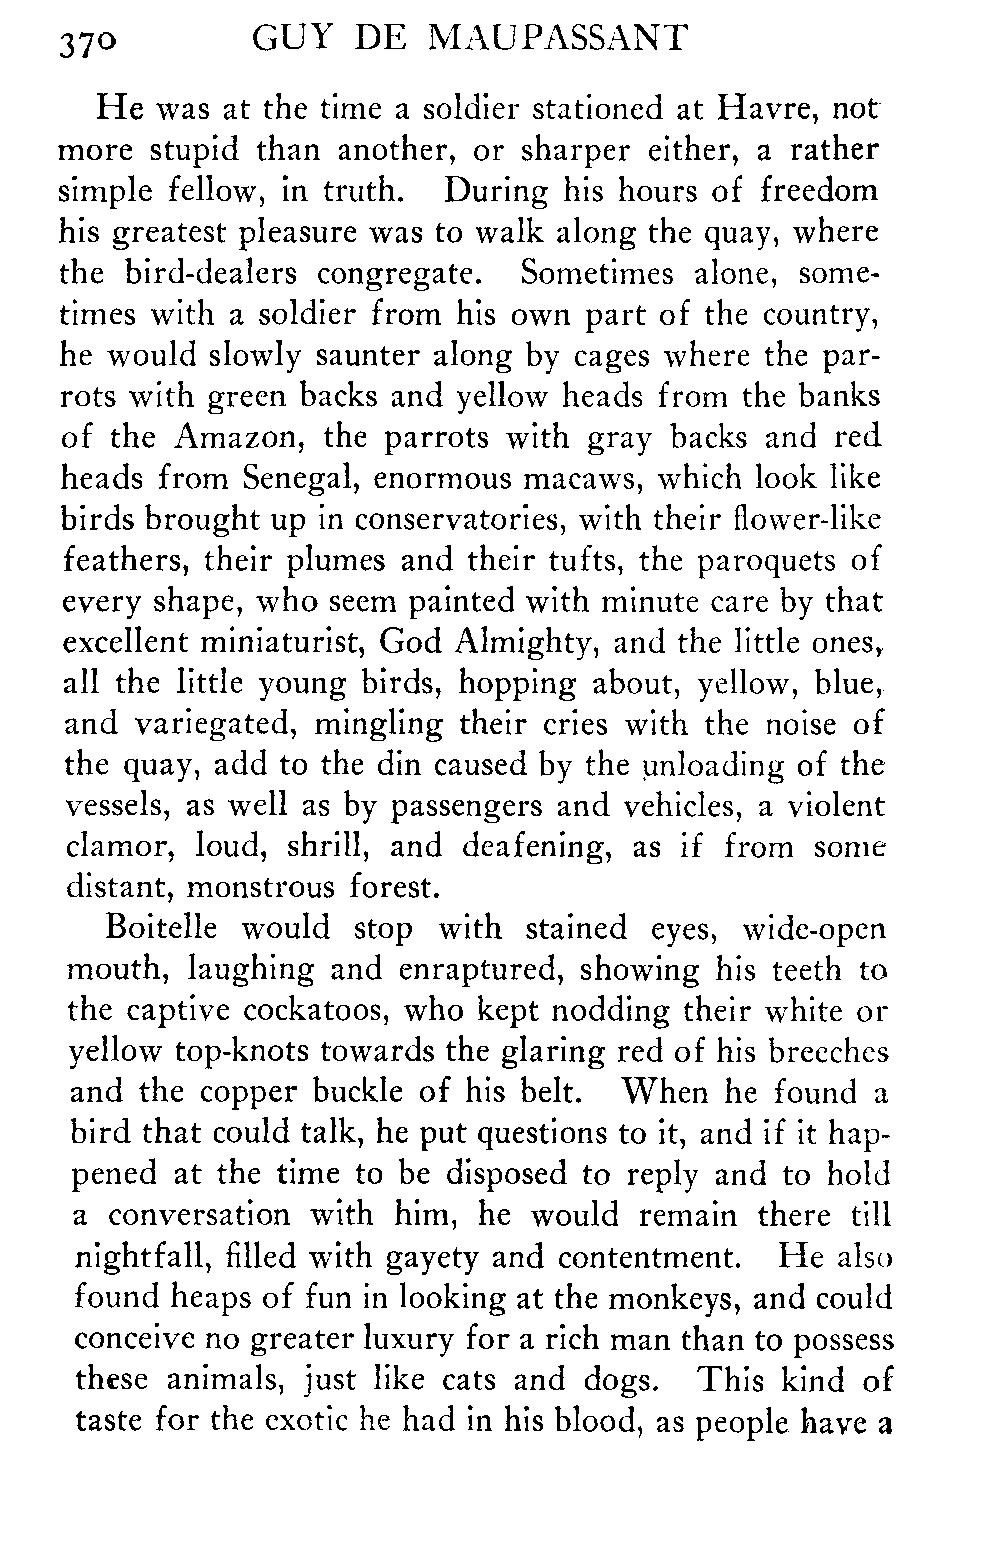 370 GUY DE MAUPASSANT
He was at the time a soldier stationed at Havre, not
more stupid than another, or sharper either, a rather
simple fellow, in truth. During his hours of freedom
his greatest pleasure was to walk along the quay, where
the bird-dealers congregate. Sometimes alone, some-
times with a soldier from his own part of the country,
he would slowly saunter along by cages where the par-
rots with green backs and yellow heads from the banks
of the Amazon, the parrots with gray backs and red
heads from Senegal, enormous macaws, which look like
birds brought up in conservatories, with their flower-like
feathers, their plumes and their tufts, the paroquets of
every shape, who seem painted with minute care by that
excellent miniaturist, God Almighty, and the little ones,
all the little young birds, hopping about, yellow, blue,
and variegated, mingling their cries with the noise of
the quay, add to the din caused by the unloading of the
vessels, as well as by passengers and vehicles, a violent
clamor, loud, shrill, and deafening, as if from some
distant, monstrous forest.
Boitelle would stop with stained eyes, wide-open
mouth, laughing and enraptured, showing his teeth to
the captive cockatoos, who kept nodding their white or
yellow top-knots towards the glaring red of his breeches
and the copper buckle of his belt. When he found a
bird that could talk, he put questions to it, and if it hap-
pened at the time to be disposed to reply and to hold
a conversation with him, he would remain there till
nightfall, filled with gayety and contentment. He also
found heaps of fun in looking at the monkeys, and could
conceive no greater luxury for a rich man than to possess
these animals, just like cats and dogs. This kind of
taste for the exotic he had in his blood, as people have a